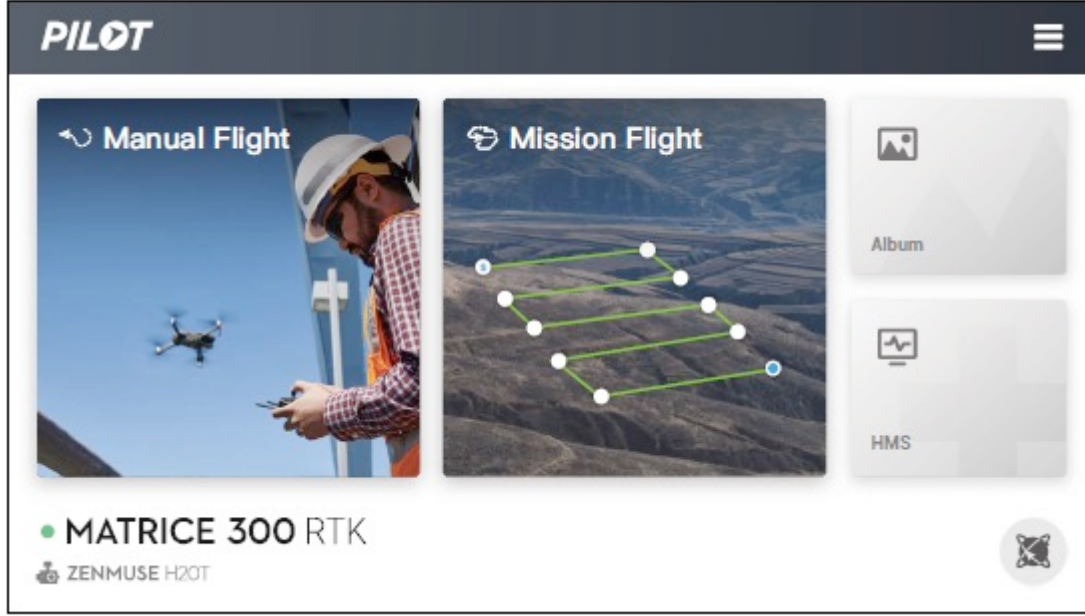 PILOT
Manual Flight
Mission Flight
Album
HMS
MATRICE 300 RTK
ZENMUSE H20T